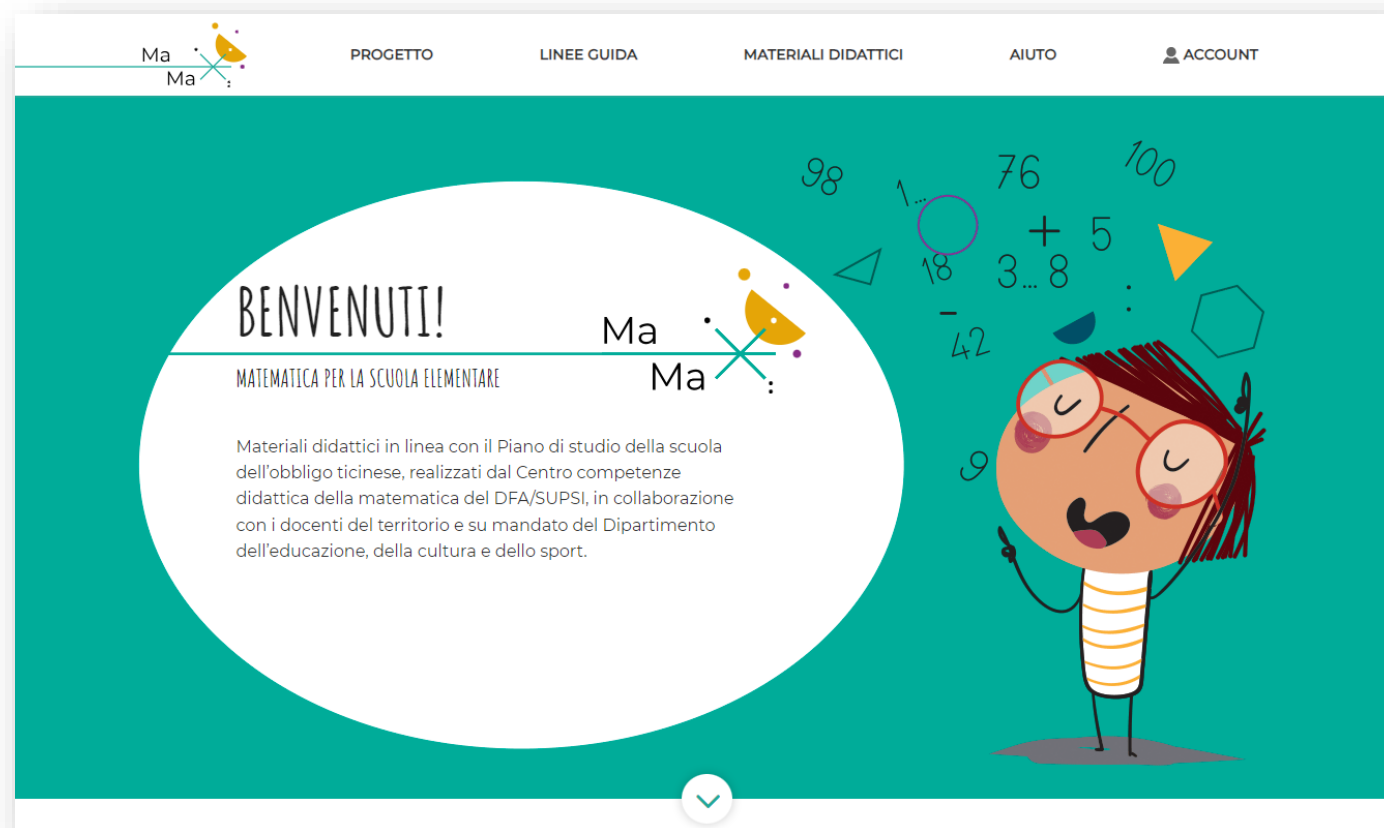 Ma
Ma
PROGETTO
LINEE GUIDA
MATERIALI DIDATTICI
AIUTO
ACCOUNT
98
1...
76
100
+ 5
18
3... 8
:
-
42
9
BENVENUTI!
Ma
MATEMATICA PER LA SCUOLA ELEMENTARE
Ma
Materiali didattici in linea con il Piano di studio della scuola
dell'obbligo ticinese, realizzati dal Centro competenze
didattica della matematica del DFA/SUPSI, in collaborazione
con i docenti del territorio e su mandato del Dipartimento
dell'educazione, della cultura e dello sport.